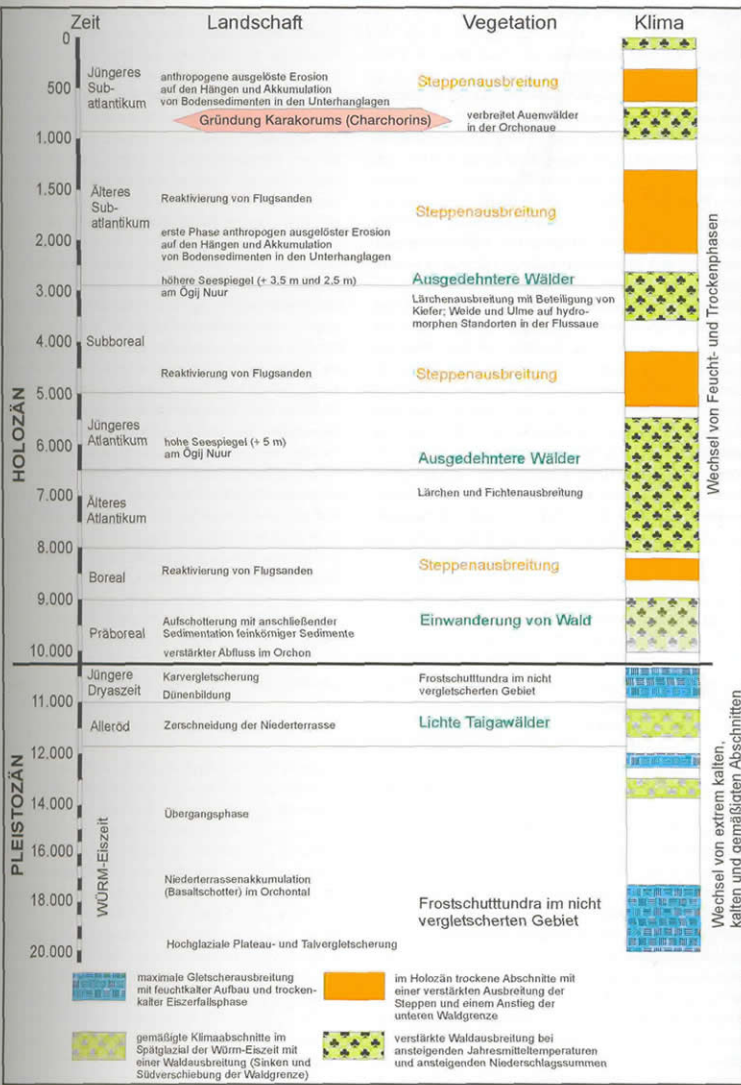 Zeit Landschaft Vegetation Klima
0
Jüngeres
Sub-
atlantikum
500
anthropogene ausgelöste Erosion
auf den Hängen und Akkumulation
von Bodensedimenten in den Unterhanglagen
Steppenausbreitung
Gründung Karakorums (Charchorins)
verbreitet Auenwälder
in der Orchonaue
1.000
1.500
Älteres
Sub-
atlantikum
Reaktivierung von Flugsanden
Steppenausbreitung
2.000
erste Phase anthropogen ausgelöster Erosion
auf den Hängen und Akkumulation
von Bodensedimenten in den Unterhanglagen
höhere Seespiegel (+ 3,5 m und 2,5 m)
am Ögij Nuur
Ausgedehntere Wälder
3.000
Lärchenausbreitung mit Beteiligung von
Kiefer; Weide und Ulme auf hydro-
morphen Standorten in der Flussaue
4.000
Subboreal
Reaktivierung von Flugsanden
Steppenausbreitung
5.000
Jüngeres
Atlantikum
6.000
hohe Seespiegel (+ 5 m)
am Ögij Nuur
Ausgedehntere Wälder
7.000
Älteres
Atlantikum
Lärchen und Fichtenausbreitung
8.000
Boreal
Reaktivierung von Flugsanden
Steppenausbreitung
9.000
Präboreal
Aufschotterung mit anschließender
Sedimentation feinkörniger Sedimente
verstärkter Abfluss im Orchon
Einwanderung von Wald
10.000
HOLOZÄN
Wechsel von Feucht- und Trockenphasen
Jüngere
Dryaszeit
Karvergletscherung
Dünenbildung
Frostschutttundra im nicht
vergletscherten Gebiet
11.000
Alleröd
Zerschneidung der Niederterrasse
Lichte Taigawälder
12.000
14.000
Übergangsphase
16.000
WÜRM-Eiszeit
Niederterrassenakkumulation
(Basaltschotter) im Orchontal
18.000
Frostschutttundra im nicht
vergletscherten Gebiet
Hochglaziale Plateau- und Talvergletscherung
20.000
PLEISTOZÄN
Wechsel von extrem kalten,
kalten und gemäßigten Abschnitten
maximale Gletscherausbreitung
mit feuchtkalter Aufbau und trocken-
kalter Eiszerfallsphase
im Holozän trockene Abschnitte mit
einer verstärkten Ausbreitung der
Steppen und einem Anstieg der
unteren Waldgrenze
gemäßigte Klimaabschnitte im
Spätglazial der Würm-Eiszeit mit
einer Waldausbreitung (Sinken und
Südverschiebung der Waldgrenze)
verstärkte Waldausbreitung bei
ansteigenden Jahresmitteltemperaturen
und ansteigenden Niederschlagssummen